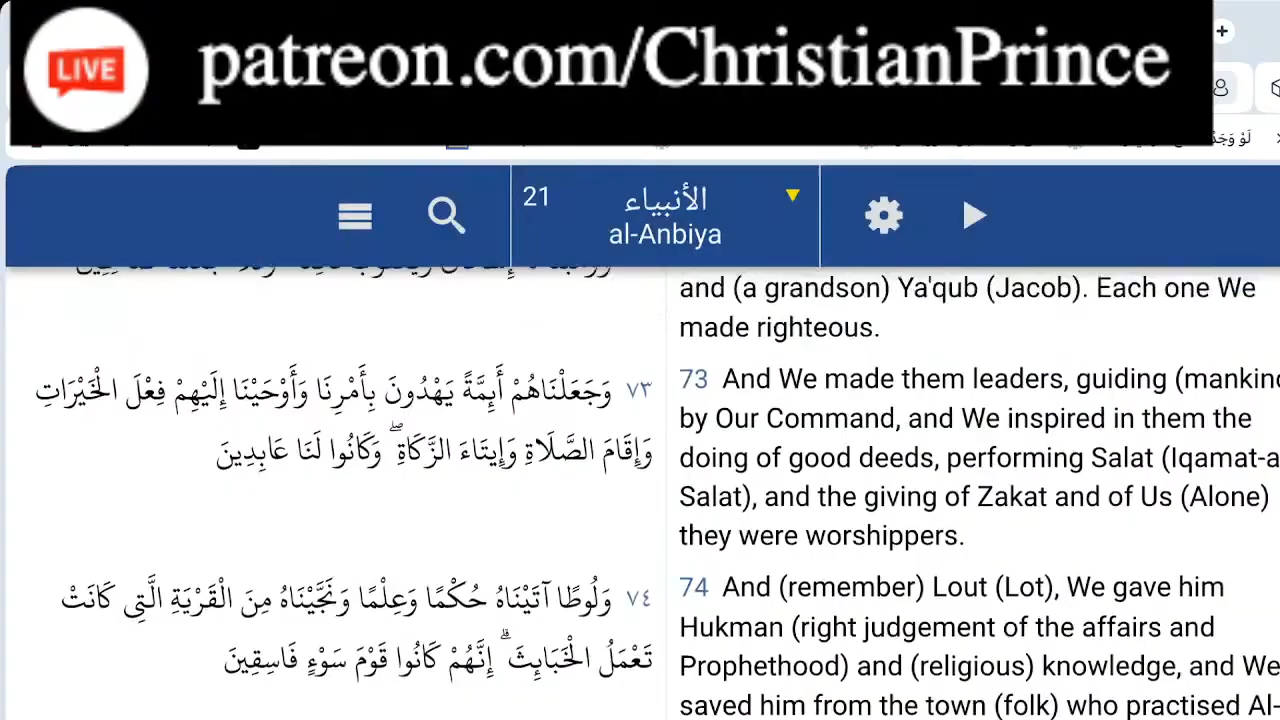 LIVE
patreon.com/ChristianPrince
21
الأنبياء
al-Anbiya
and (a grandson) Ya'qub (Jacob). Each one We
made righteous.
٧٣ وَجَعَلْنَاهُمْ أَئِمَّةً يَهْدُونَ بِأَمْرِنَا وَأَوْحَيْنَا إِلَيْهِمْ فِعْلَ الْخَيْرَاتِ
وَإِقَامَ الصَّلَاةِ وَإِيتَاءَ الزَّكَاةِ ۖ وَكَانُوا لَنَا عَابِدِينَ
73 And We made them leaders, guiding (mankind
by Our Command, and We inspired in them the
doing of good deeds, performing Salat (Iqamat-a
Salat), and the giving of Zakat and of Us (Alone)
they were worshippers.
٧٤ وَلُوطًا آتَيْنَاهُ حُكْمًا وَعِلْمًا وَنَجَّيْنَاهُ مِنَ الْقَرْيَةِ الَّتِي كَانَتْ
تَعْمَلُ الْخَبَائِثَ ۗ إِنَّهُمْ كَانُوا قَوْمَ سَوْءٍ فَاسِقِينَ
74 And (remember) Lout (Lot), We gave him
Hukman (right judgement of the affairs and
Prophethood) and (religious) knowledge, and We
saved him from the town (folk) who practised Al-